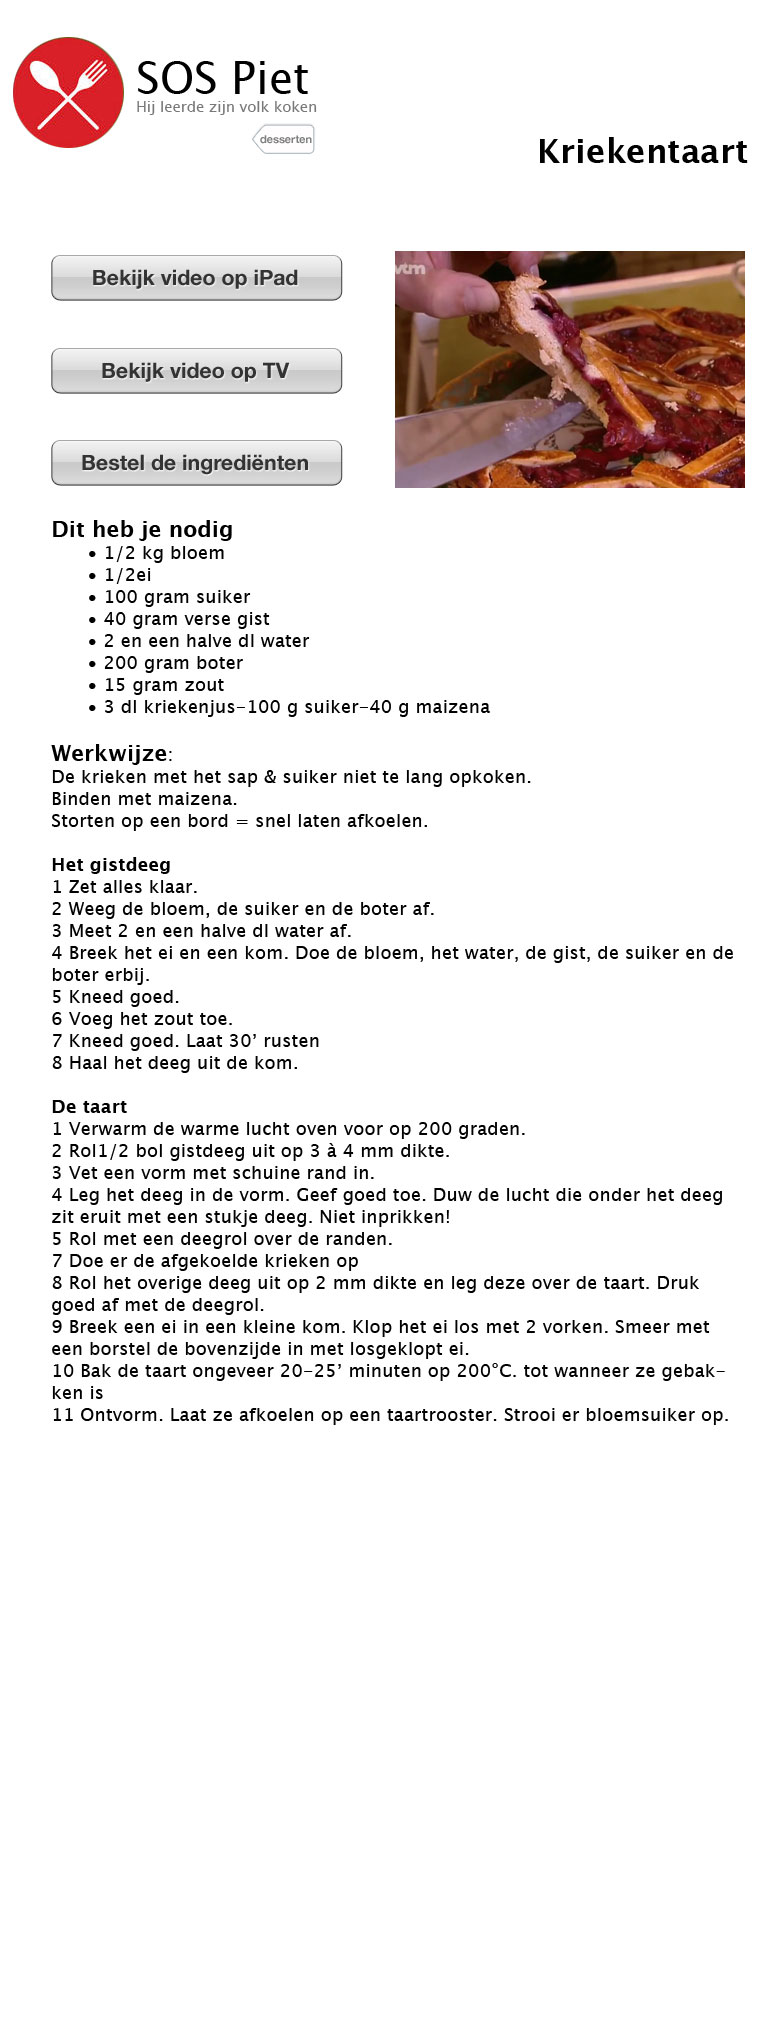 SOS Piet
Hij leerde zijn volk koken
desserten
Kriekentaart
Bekijk video op iPad
Bekijk video op TV
Bestel de ingrediënten
vtm
Dit heb je nodig
• 1/2 kg bloem
• 1/2ei
• 100 gram suiker
• 40 gram verse gist
• 2 en een halve dl water
• 200 gram boter
• 15 gram zout
• 3 dl kriekenjus-100 g suiker-40 g maizena
Werkwijze:
De krieken met het sap & suiker niet te lang opkoken.
Binden met maizena.
Storten op een bord = snel laten afkoelen.
Het gistdeeg
1 Zet alles klaar.
2 Weeg de bloem, de suiker en de boter af.
3 Meet 2 en een halve dl water af.
4 Breek het ei en een kom. Doe de bloem, het water, de gist, de suiker en de
boter erbij.
5 Kneed goed.
6 Voeg het zout toe.
7 Kneed goed. Laat 30’ rusten
8 Haal het deeg uit de kom.
De taart
1 Verwarm de warme lucht oven voor op 200 graden.
2 Rol1/2 bol gistdeeg uit op 3 à 4 mm dikte.
3 Vet een vorm met schuine rand in.
4 Leg het deeg in de vorm. Geef goed toe. Duw de lucht die onder het deeg
zit eruit met een stukje deeg. Niet inprikken!
5 Rol met een deegrol over de randen.
7 Doe er de afgekoelde krieken op
8 Rol het overige deeg uit op 2 mm dikte en leg deze over de taart. Druk
goed af met de deegrol.
9 Breek een ei in een kleine kom. Klop het ei los met 2 vorken. Smeer met
een borstel de bovenzijde in met losgeklopt ei.
10 Bak de taart ongeveer 20-25’ minuten op 200°C. tot wanneer ze gebak-
ken is
11 Ontvorm. Laat ze afkoelen op een taartrooster. Strooi er bloemsuiker op.